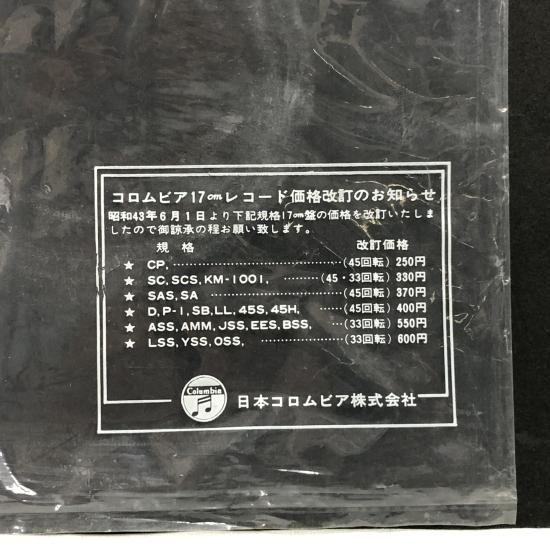 コロムビア17cmレコード価格改訂のお知らせ
昭和43年6月1日より下記規格17cm盤の価格を改訂いたしま
したので御諒承の程お願い致します。
規格 改訂価格
★ CP, ……………………………(45回転) 250円
★ SC, SCS, KM-1001, ………(45・33回転) 330円
★ SAS, SA ……………………(45回転) 370円
★ D, P-1, SB, LL, 45S, 45H, ……(45回転) 400円
★ ASS, AMM, JSS, EES, BSS, …(33回転) 550円
★ LSS, YSS, OSS, ………………(33回転) 600円
Columbia 日本コロムビア株式会社